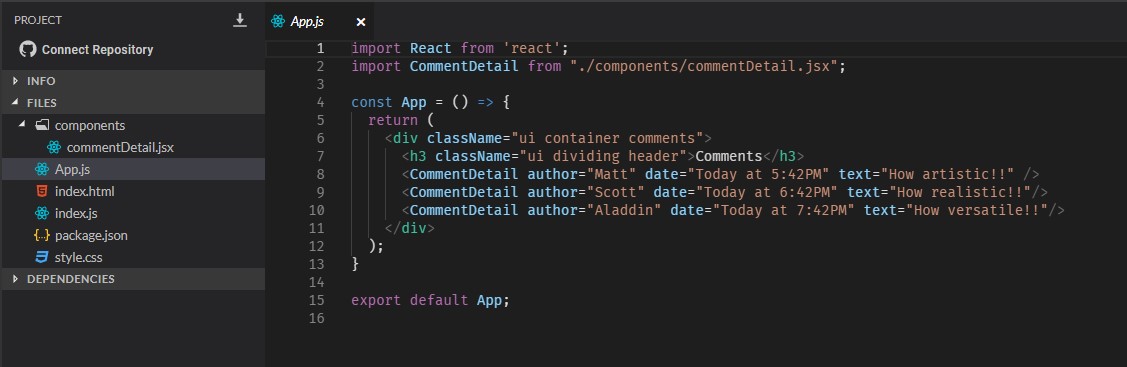 PROJECT
Connect Repository
INFO
FILES
components
commentDetail.jsx
App.js
index.html
index.js
package.json
style.css
DEPENDENCIES
App.js
1 import React from 'react';
2 import CommentDetail from "./components/commentDetail.jsx";
3
4 const App = () => {
5 return (
6 <div className="ui container comments">
7 <h3 className="ui dividing header">Comments</h3>
8 <CommentDetail author="Matt" date="Today at 5:42PM" text="How artistic!!" />
9 <CommentDetail author="Scott" date="Today at 6:42PM" text="How realistic!!"/>
10 <CommentDetail author="Aladdin" date="Today at 7:42PM" text="How versatile!!"/>
11 </div>
12 );
13 }
14
15 export default App;
16